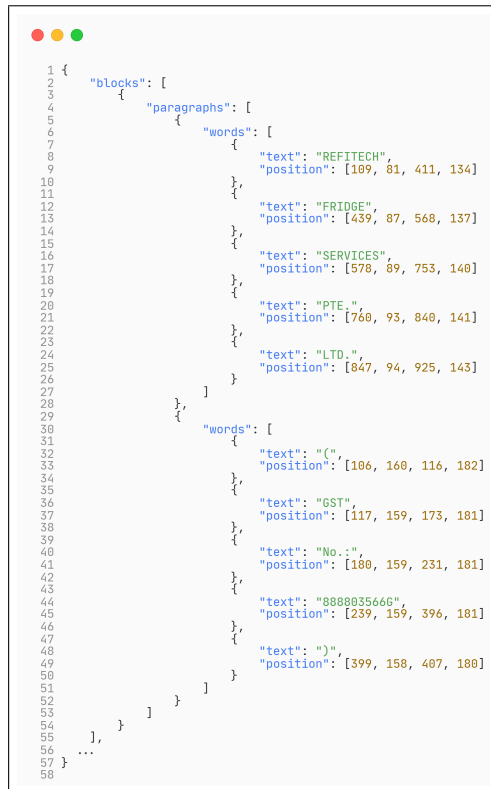 1 {
2     "blocks": [
3         {
4             "paragraphs": [
5                 {
6                     "words": [
7                         {
8                             "text": "REFITECH",
9                             "position": [109, 81, 411, 134]
10                         },
11                         {
12                             "text": "FRIDGE",
13                             "position": [439, 87, 568, 137]
14                         },
15                         {
16                             "text": "SERVICES",
17                             "position": [578, 89, 753, 140]
18                         },
19                         {
20                             "text": "PTE.",
21                             "position": [760, 93, 840, 141]
22                         },
23                         {
24                             "text": "LTD.",
25                             "position": [847, 94, 925, 143]
26                         }
27                     ]
28                 },
29                 {
30                     "words": [
31                         {
32                             "text": "(",
33                             "position": [106, 160, 116, 182]
34                         },
35                         {
36                             "text": "GST",
37                             "position": [117, 159, 173, 181]
38                         },
39                         {
40                             "text": "No.:",
41                             "position": [180, 159, 231, 181]
42                         },
43                         {
44                             "text": "888803566G",
45                             "position": [239, 159, 396, 181]
46                         },
47                         {
48                             "text": ")",
49                             "position": [399, 158, 407, 180]
50                         }
51                     ]
52                 }
53             ]
54         }
55     ],
56   ...
57 }
58